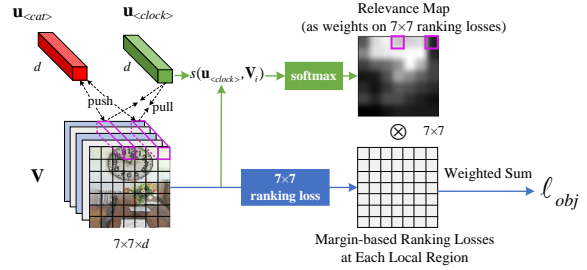 u<cat>
u<clock>
Relevance Map
(as weights on 7×7 ranking losses)
d
d
s(u<clock>,Vi)
softmax
push
pull
⊗ 7×7
V
7×7
ranking loss
Weighted Sum
ℓobj
7×7×d
Margin-based Ranking Losses
at Each Local Region